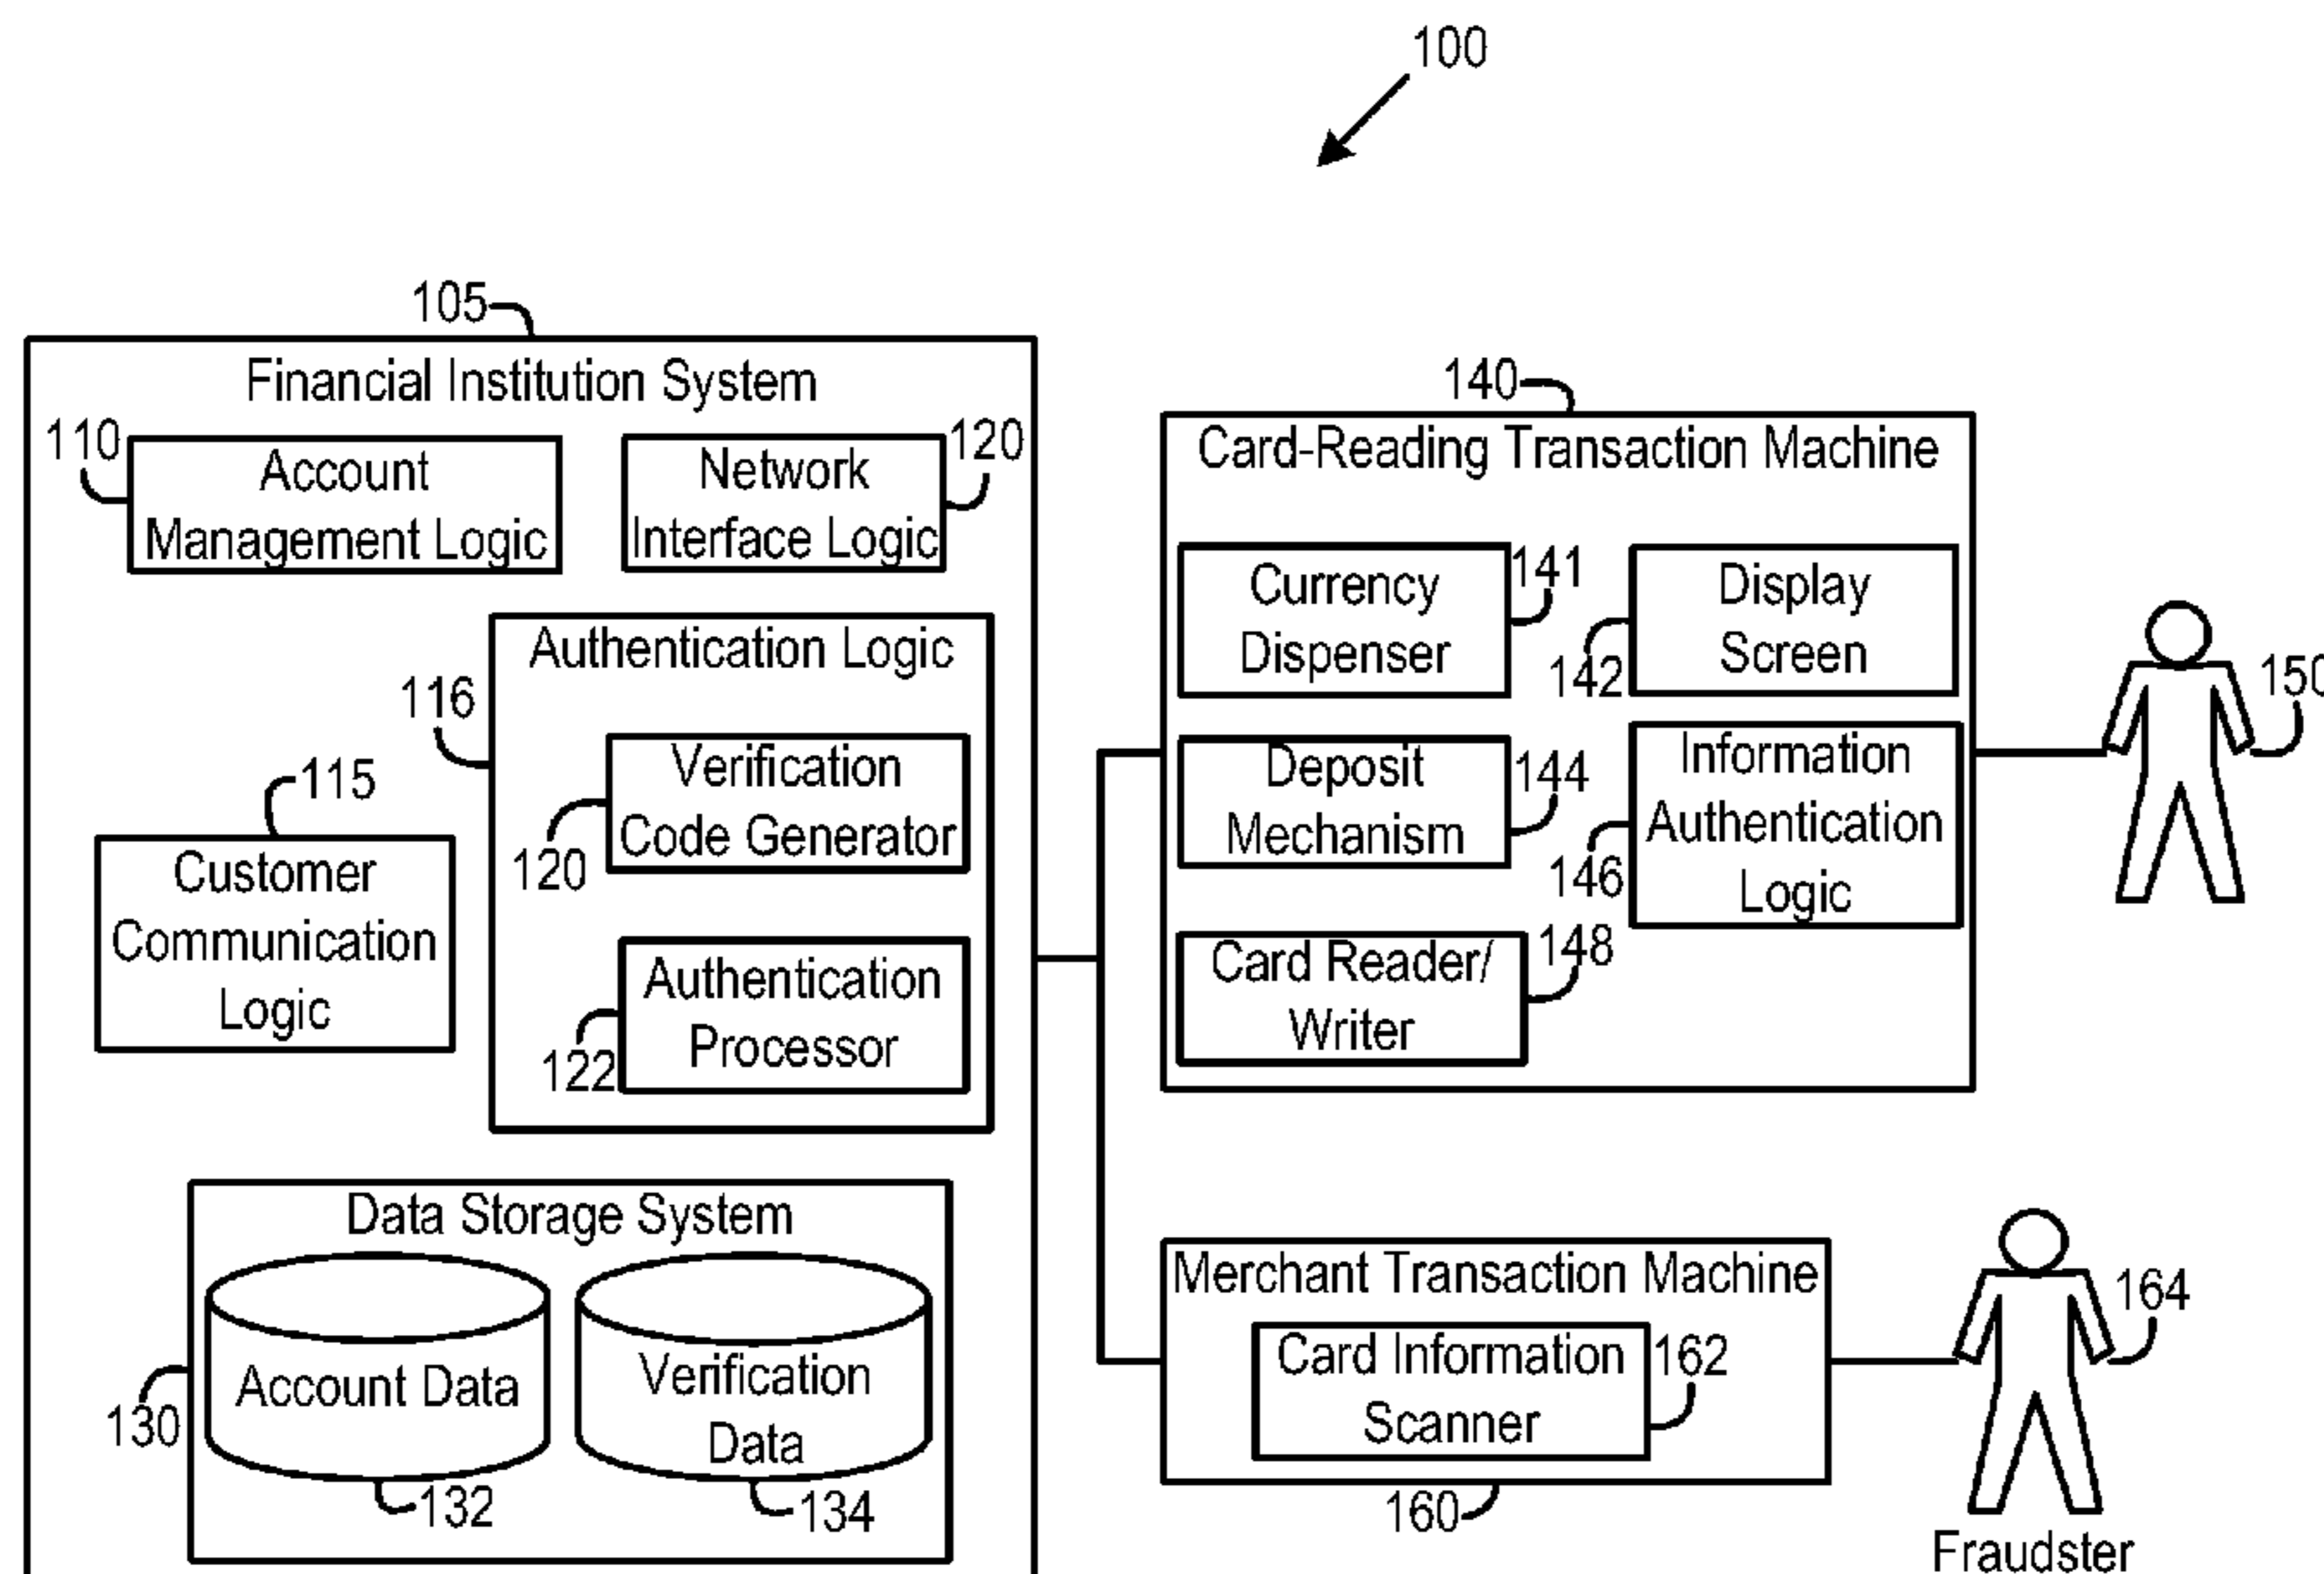 100
105
Financial Institution System
110
Account
Management Logic
Network
Interface Logic
120
Authentication Logic
116
Verification
Code Generator
120
115
Customer
Communication
Logic
Authentication
Processor
122
Data Storage System
Account Data
Verification
Data
130
132
134
140
Card-Reading Transaction Machine
Currency
Dispenser
141
Display
Screen
142
Deposit
Mechanism
144
Information
Authentication
Logic
146
Card Reader/
Writer
148
150
Merchant Transaction Machine
Card Information
Scanner
162
160
164
Fraudster